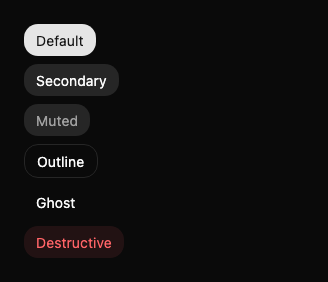 Default
Secondary
Muted
Outline
Ghost
Destructive